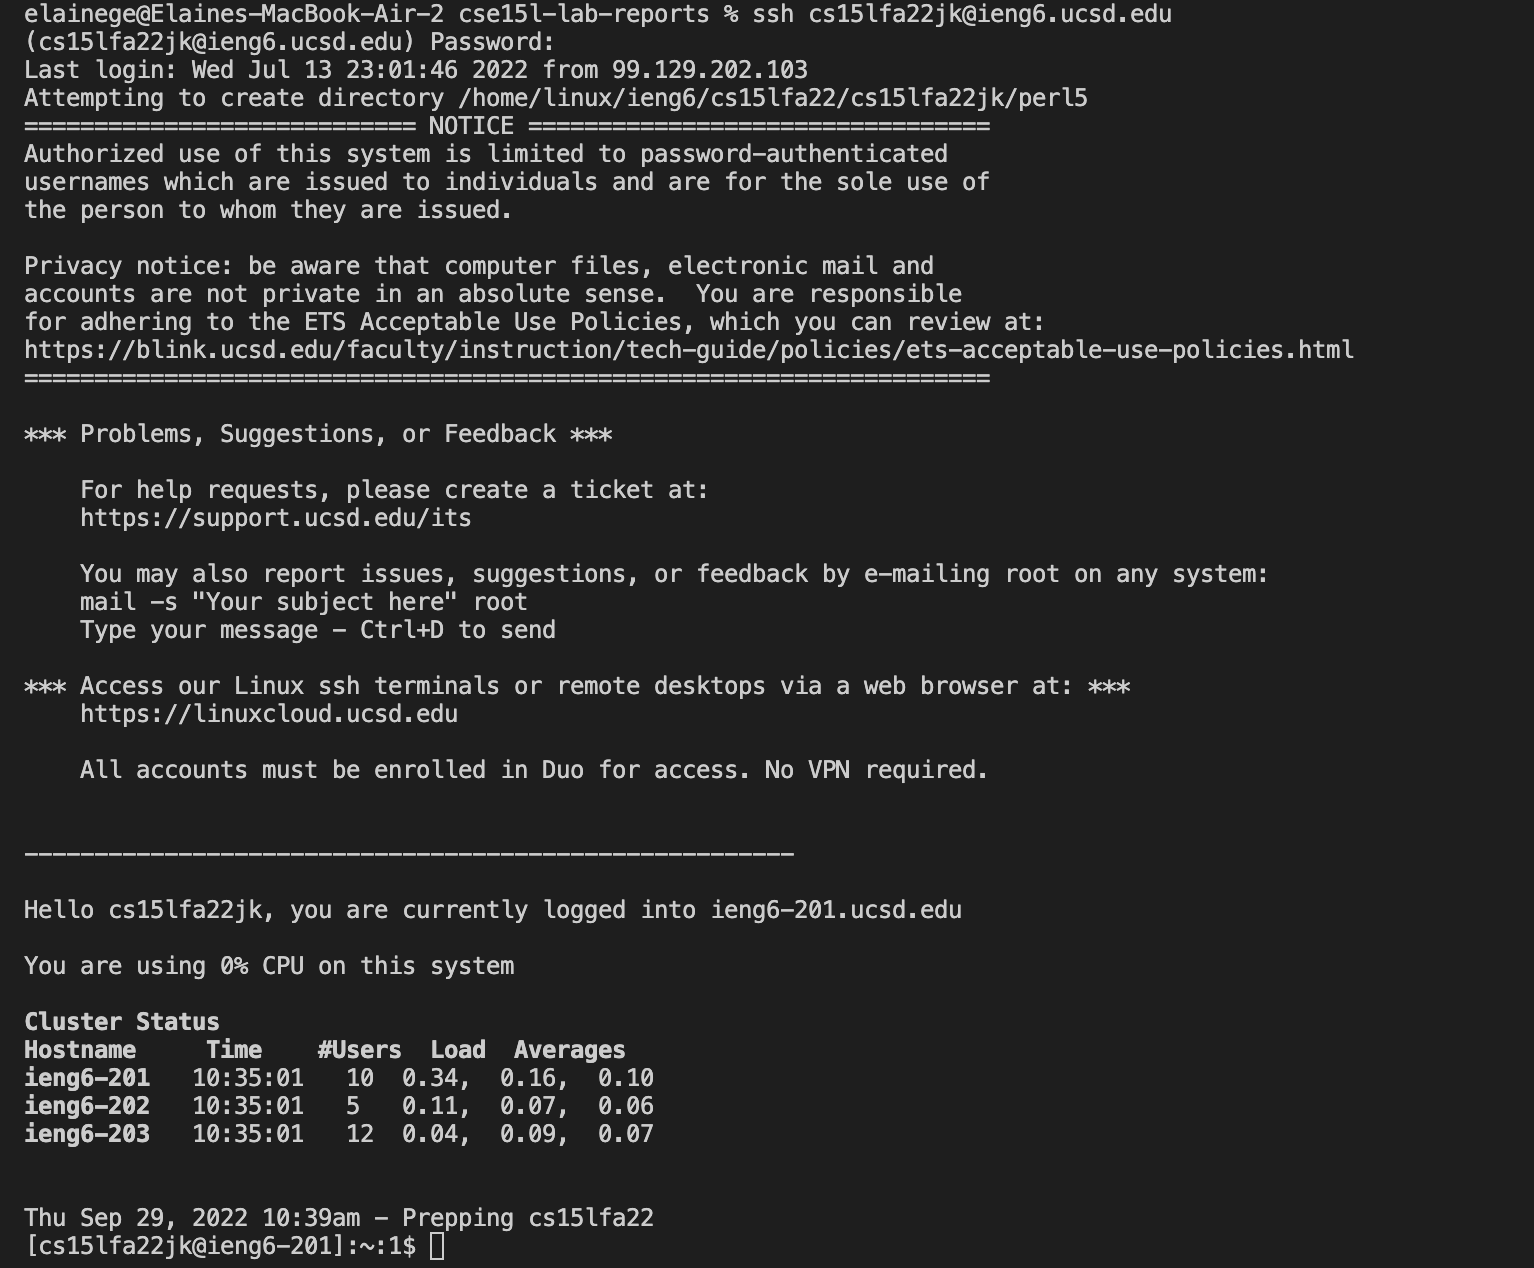 elainege@Elaines-MacBook-Air-2 cse15l-lab-reports % ssh cs15lfa22jk@ieng6.ucsd.edu
(cs15lfa22jk@ieng6.ucsd.edu) Password:
Last login: Wed Jul 13 23:01:46 2022 from 99.129.202.103
Attempting to create directory /home/linux/ieng6/cs15lfa22/cs15lfa22jk/perl5
============================ NOTICE =================================
Authorized use of this system is limited to password-authenticated
usernames which are issued to individuals and are for the sole use of
the person to whom they are issued.

Privacy notice: be aware that computer files, electronic mail and
accounts are not private in an absolute sense.  You are responsible
for adhering to the ETS Acceptable Use Policies, which you can review at:
https://blink.ucsd.edu/faculty/instruction/tech-guide/policies/ets-acceptable-use-policies.html
=====================================================================

*** Problems, Suggestions, or Feedback ***

    For help requests, please create a ticket at:
    https://support.ucsd.edu/its

    You may also report issues, suggestions, or feedback by e-mailing root on any system:
    mail -s "Your subject here" root
    Type your message - Ctrl+D to send

*** Access our Linux ssh terminals or remote desktops via a web browser at: ***
    https://linuxcloud.ucsd.edu

    All accounts must be enrolled in Duo for access. No VPN required.

-------------------------------------------------------

Hello cs15lfa22jk, you are currently logged into ieng6-201.ucsd.edu

You are using 0% CPU on this system

Cluster Status
Hostname     Time    #Users  Load  Averages
ieng6-201   10:35:01   10  0.34,  0.16,  0.10
ieng6-202   10:35:01   5   0.11,  0.07,  0.06
ieng6-203   10:35:01   12  0.04,  0.09,  0.07

Thu Sep 29, 2022 10:39am - Prepping cs15lfa22
[cs15lfa22jk@ieng6-201]:~:1$